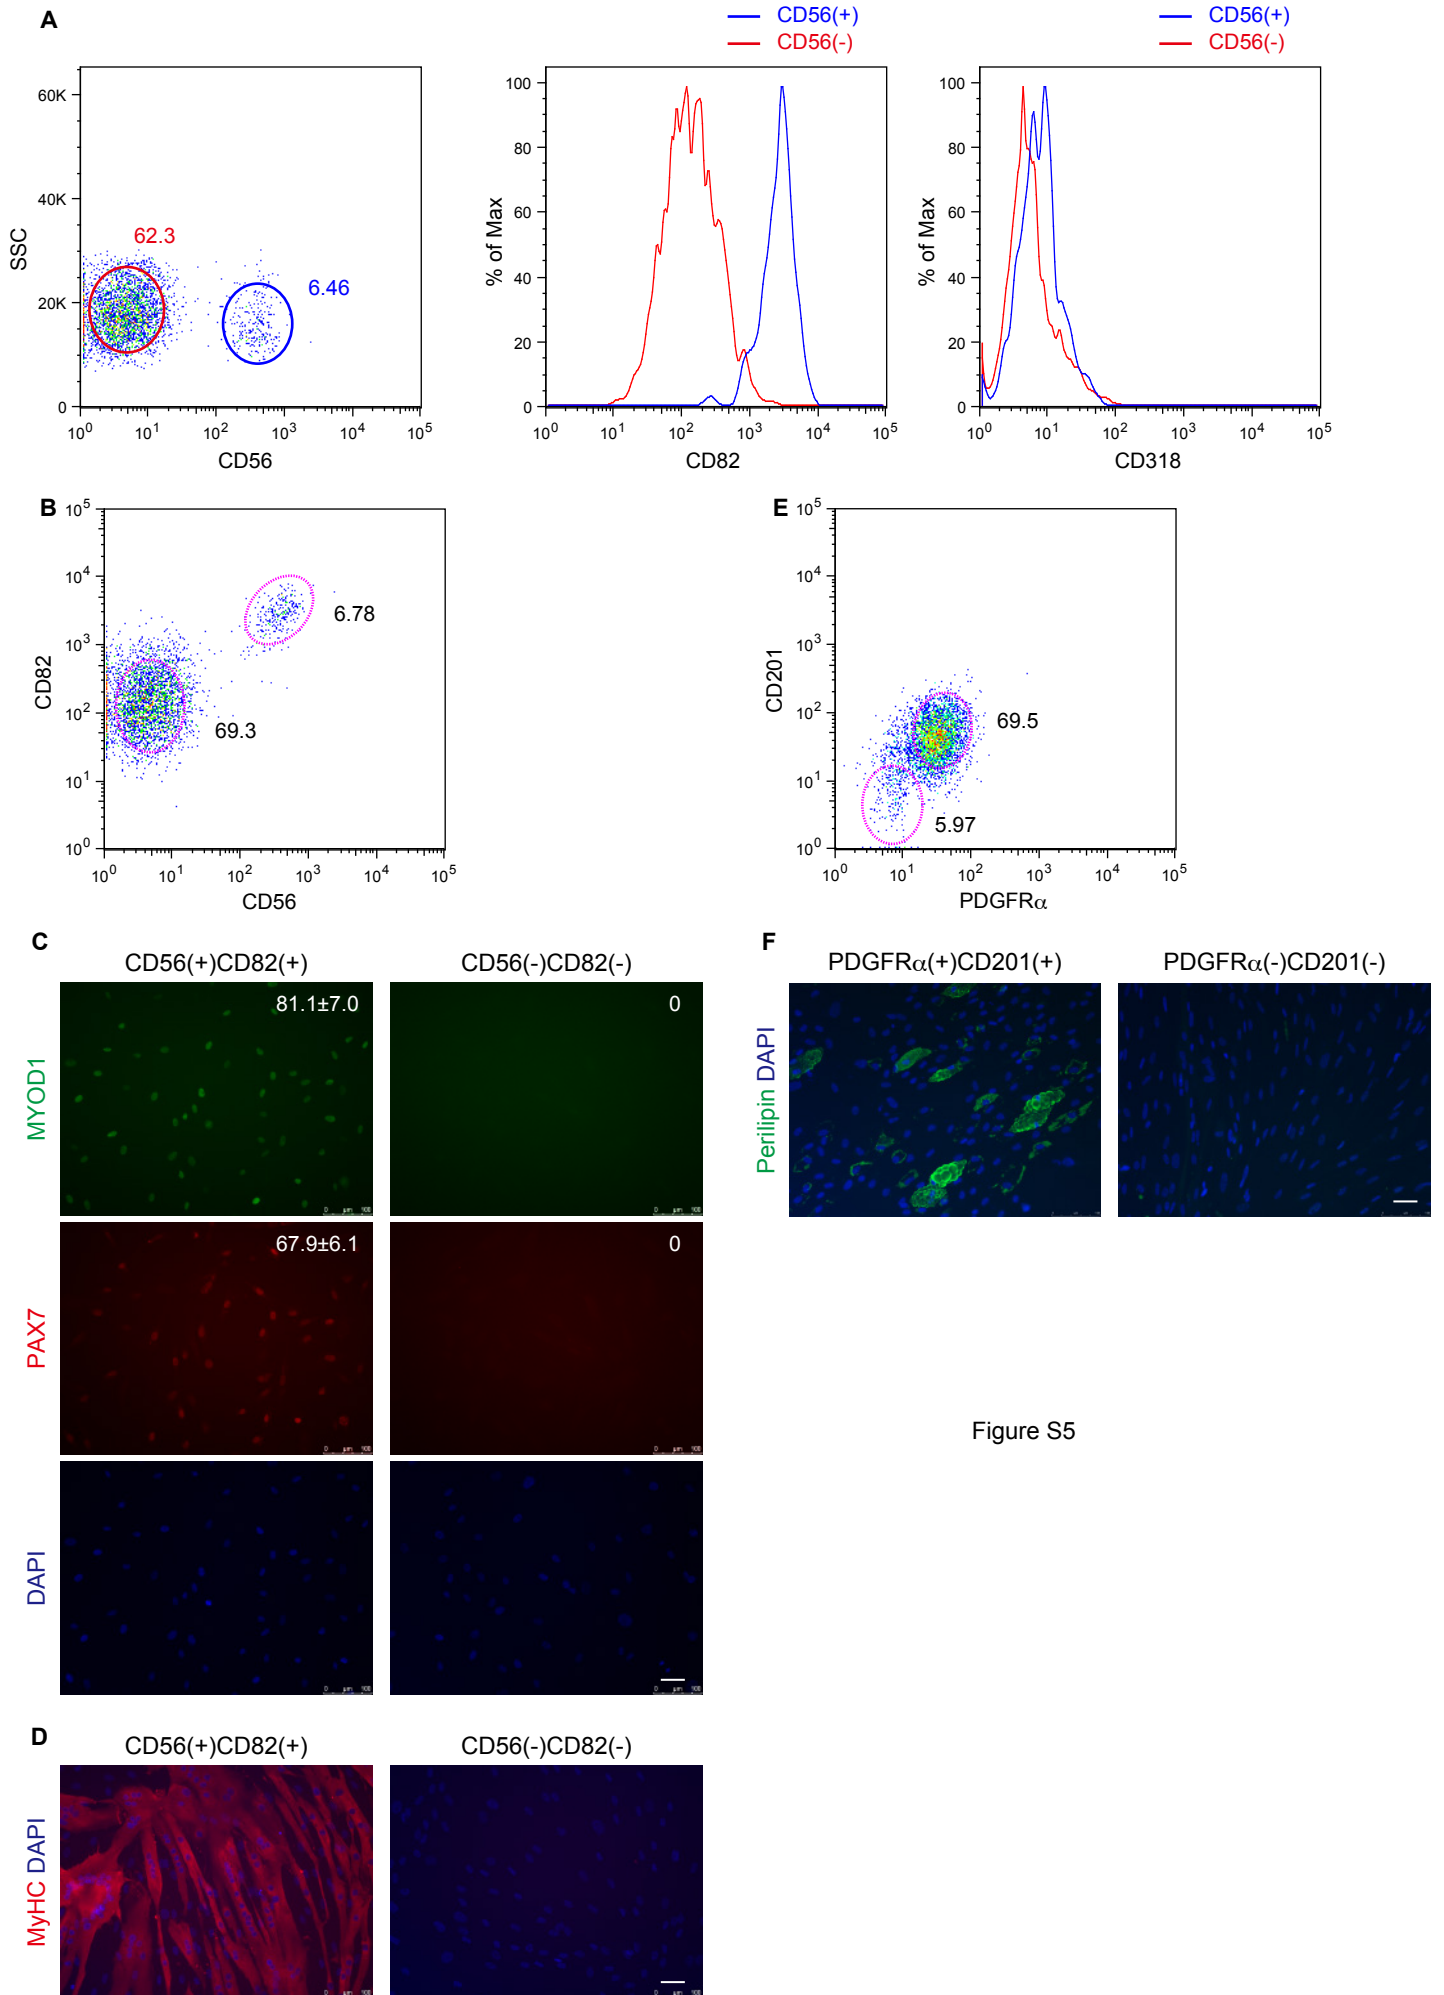 A
CD56(+)
CD56(-)
CD56(+)
CD56(-)
60K
40K
20K
0
SSC
62.3
6.46
10^0 10^1 10^2 10^3 10^4 10^5
CD56
100
80
60
40
20
0
% of Max
10^0 10^1 10^2 10^3 10^4 10^5
CD82
100
80
60
40
20
0
% of Max
10^0 10^1 10^2 10^3 10^4 10^5
CD318
B
10^5
10^4
10^3
10^2
10^1
10^0
CD82
6.78
69.3
10^0 10^1 10^2 10^3 10^4 10^5
CD56
E
10^5
10^4
10^3
10^2
10^1
10^0
CD201
69.5
5.97
10^0 10^1 10^2 10^3 10^4 10^5
PDGFRα
C
CD56(+)CD82(+) CD56(-)CD82(-)
MYOD1
81.1±7.0 0
PAX7
67.9±6.1 0
DAPI
D
CD56(+)CD82(+) CD56(-)CD82(-)
MyHC DAPI
F
PDGFRα(+)CD201(+) PDGFRα(-)CD201(-)
Perilipin DAPI
Figure S5